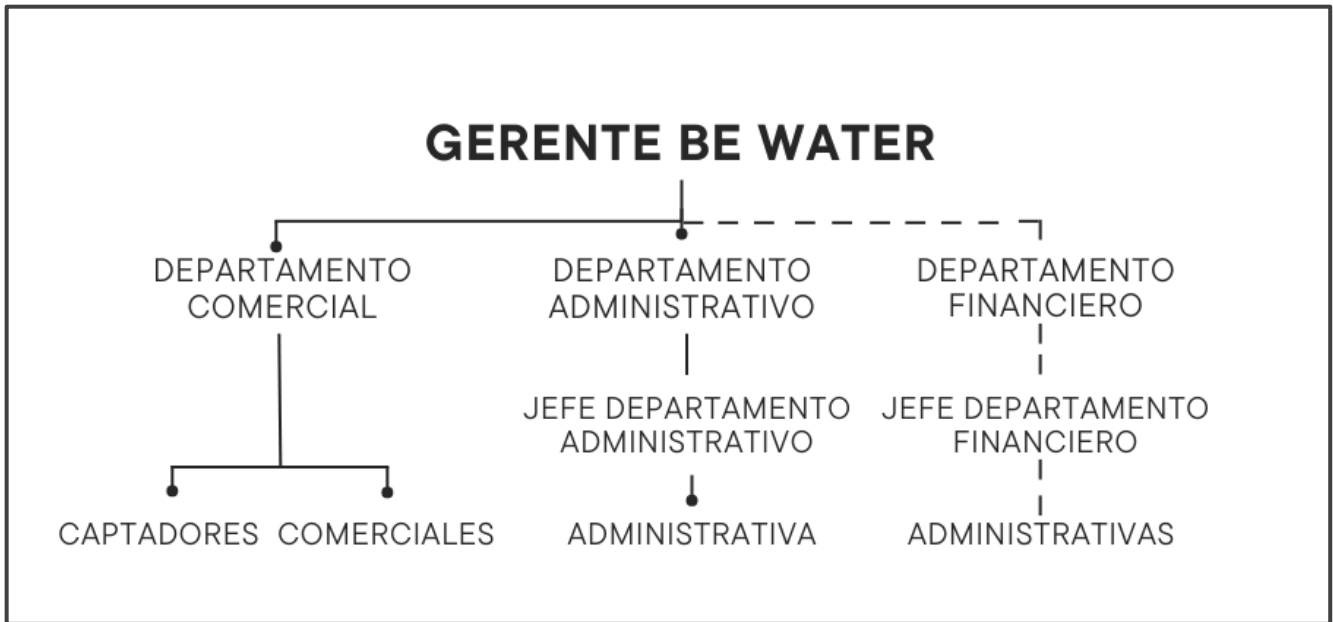 GERENTE BE WATER
DEPARTAMENTO
COMERCIAL
DEPARTAMENTO
ADMINISTRATIVO
DEPARTAMENTO
FINANCIERO
JEFE DEPARTAMENTO
ADMINISTRATIVO
JEFE DEPARTAMENTO
FINANCIERO
CAPTADORES
COMERCIALES
ADMINISTRATIVA
ADMINISTRATIVAS